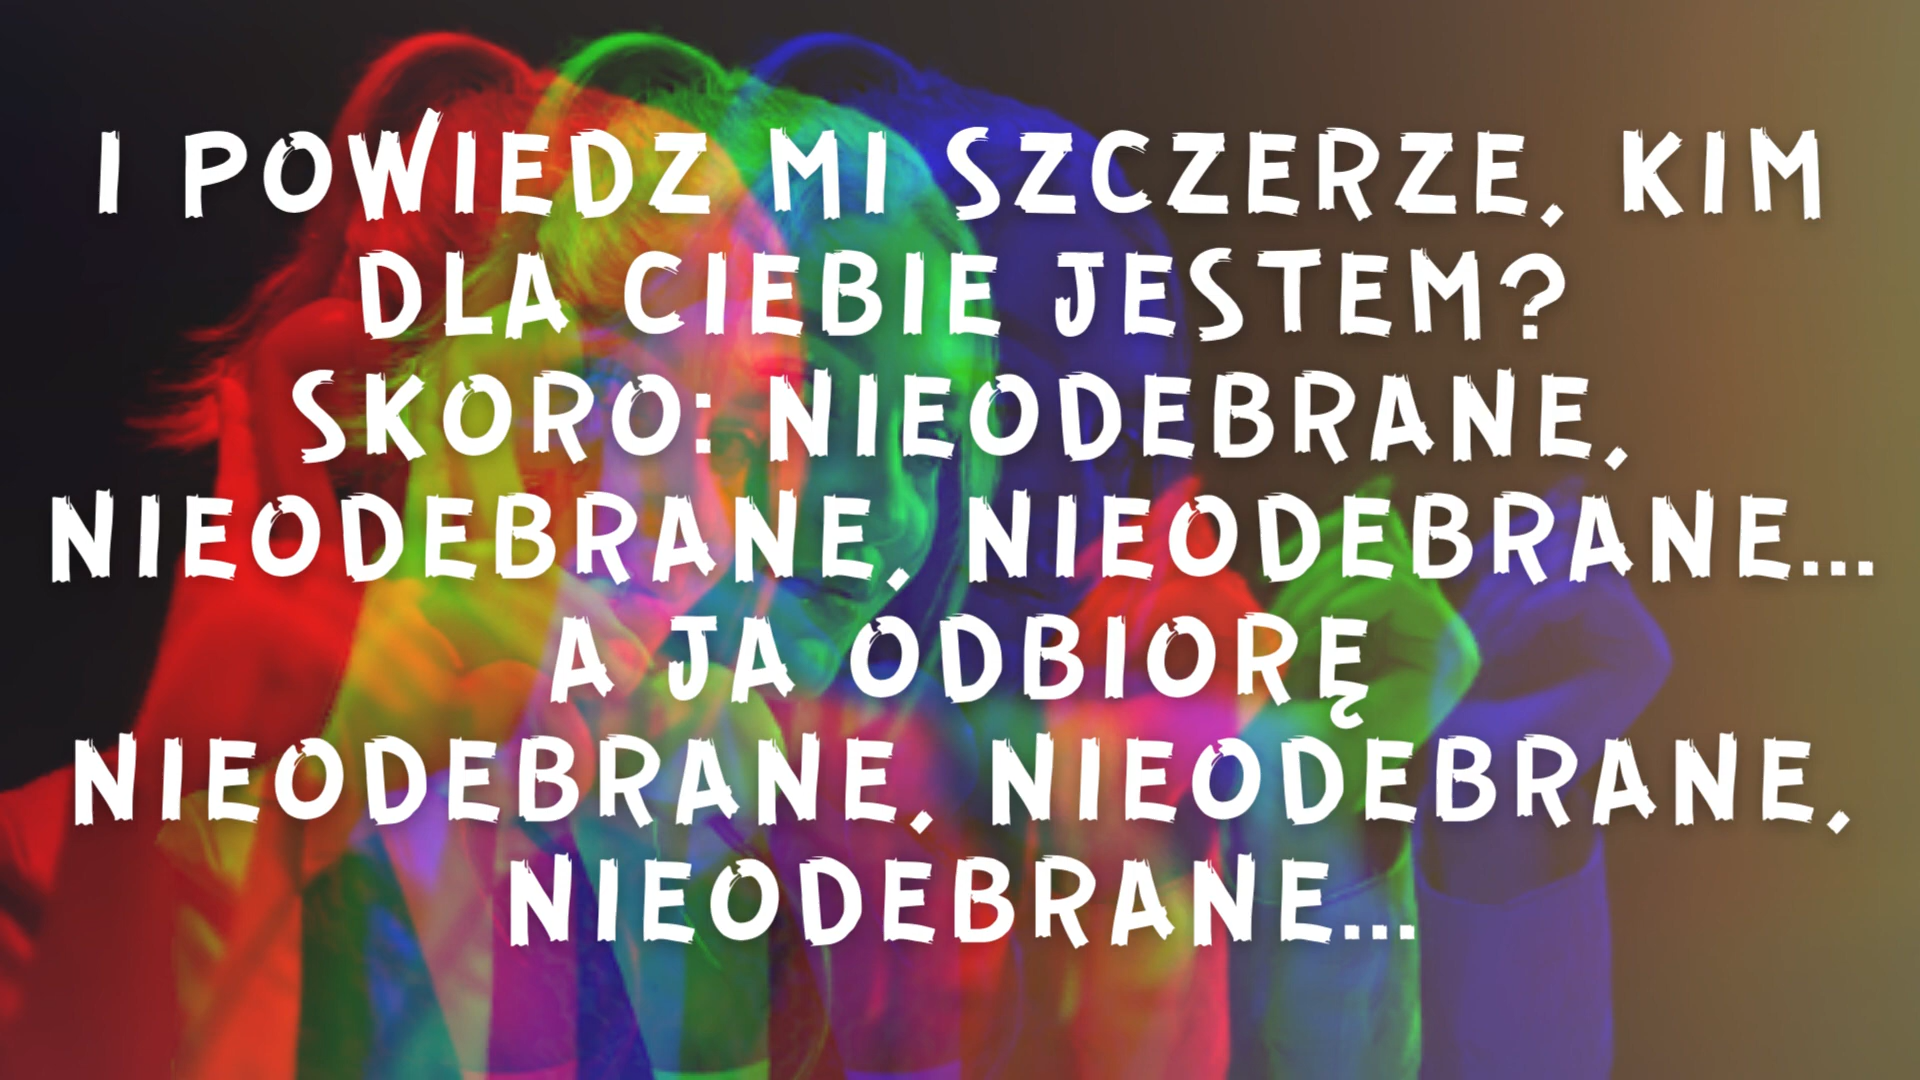 I POWIEDZ MI SZCZERZE, KIM
DLA CIEBIE JESTEM?
SKORO: NIEODEBRANE,
NIEODEBRANE, NIEODEBRANE...
A JA ODBIORĘ
NIEODEBRANE, NIEODEBRANE,
NIEODEBRANE...